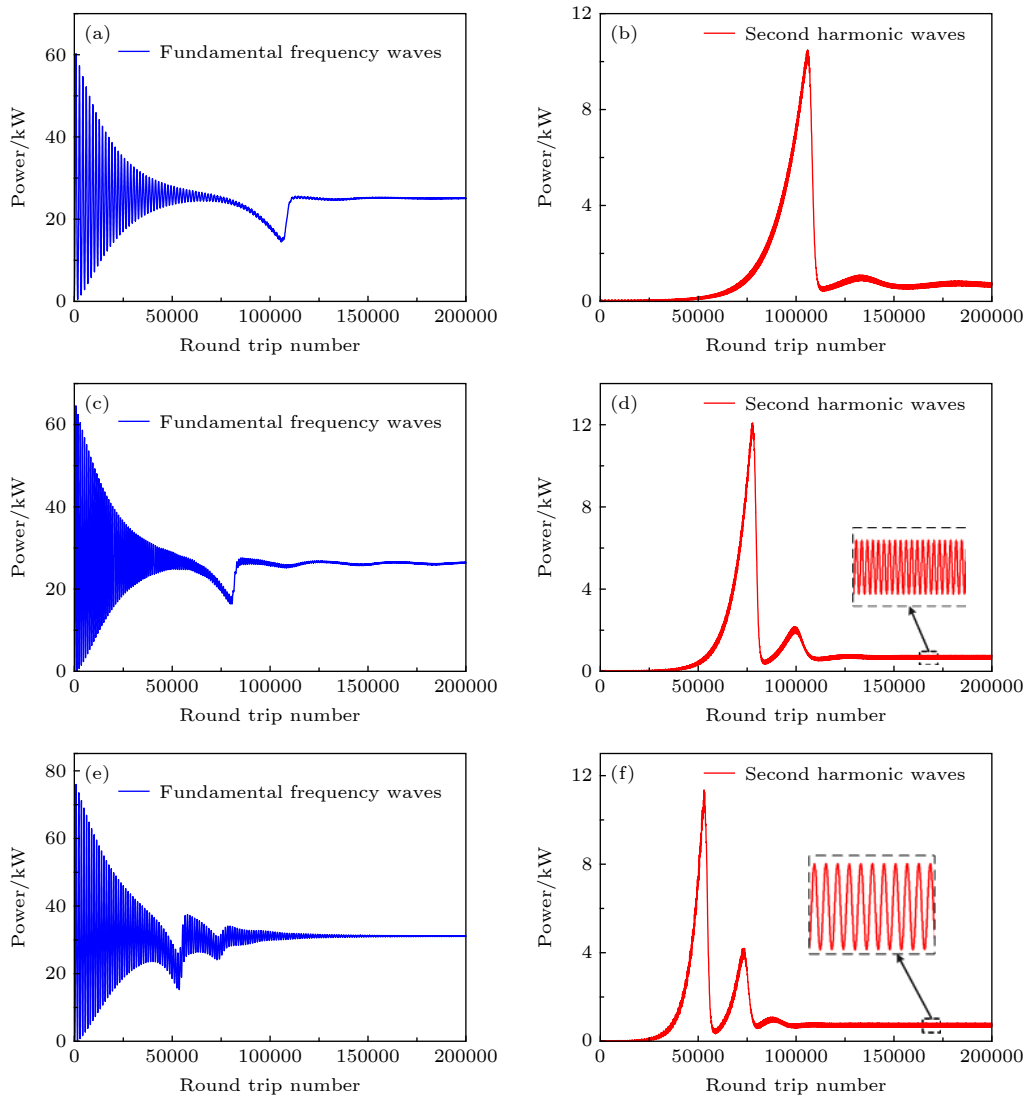 (a)
Fundamental frequency waves
Power/kW
60
40
20
0
0 50000 100000 150000 200000
Round trip number
(b)
Second harmonic waves
Power/kW
12
8
4
0
0 50000 100000 150000 200000
Round trip number
(c)
Fundamental frequency waves
Power/kW
60
40
20
0
0 50000 100000 150000 200000
Round trip number
(d)
Second harmonic waves
Power/kW
12
8
4
0
0 50000 100000 150000 200000
Round trip number
(e)
Fundamental frequency waves
Power/kW
80
60
40
20
0
0 50000 100000 150000 200000
Round trip number
(f)
Second harmonic waves
Power/kW
12
8
4
0
0 50000 100000 150000 200000
Round trip number